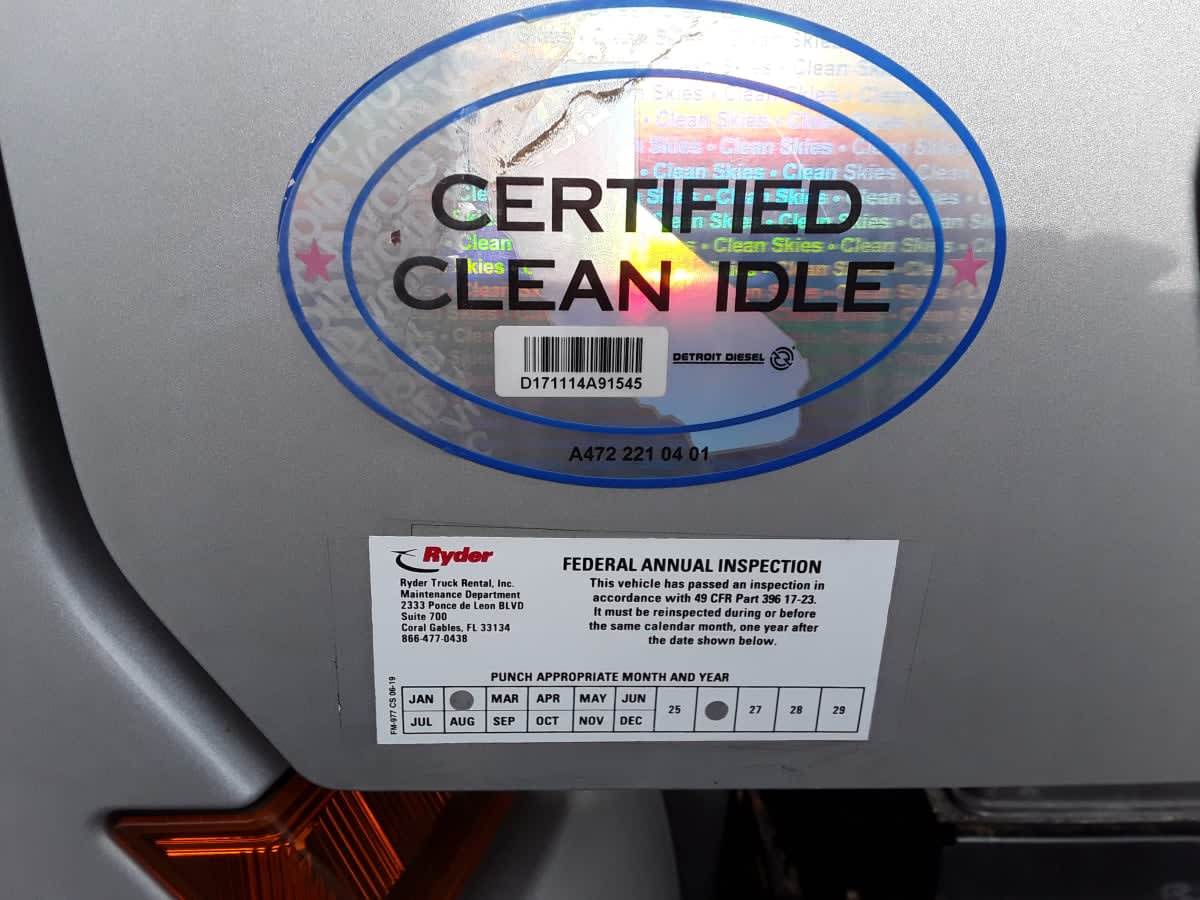 CERTIFIED
CLEAN IDLE
D171114A91545
DETROIT DIESEL
A472 221 04 01
Clean Skies • Clean Skies
Ryder
Ryder Truck Rental, Inc.
Maintenance Department
2333 Ponce de Leon BLVD
Suite 700
Coral Gables, FL 33134
866-477-0438
FEDERAL ANNUAL INSPECTION
This vehicle has passed an inspection in
accordance with 49 CFR Part 396 17-23.
It must be reinspected during or before
the same calendar month, one year after
the date shown below.
PUNCH APPROPRIATE MONTH AND YEAR
JAN MAR APR MAY JUN
JUL AUG SEP OCT NOV DEC
25 27 28 29
FM-977 CS 06-19